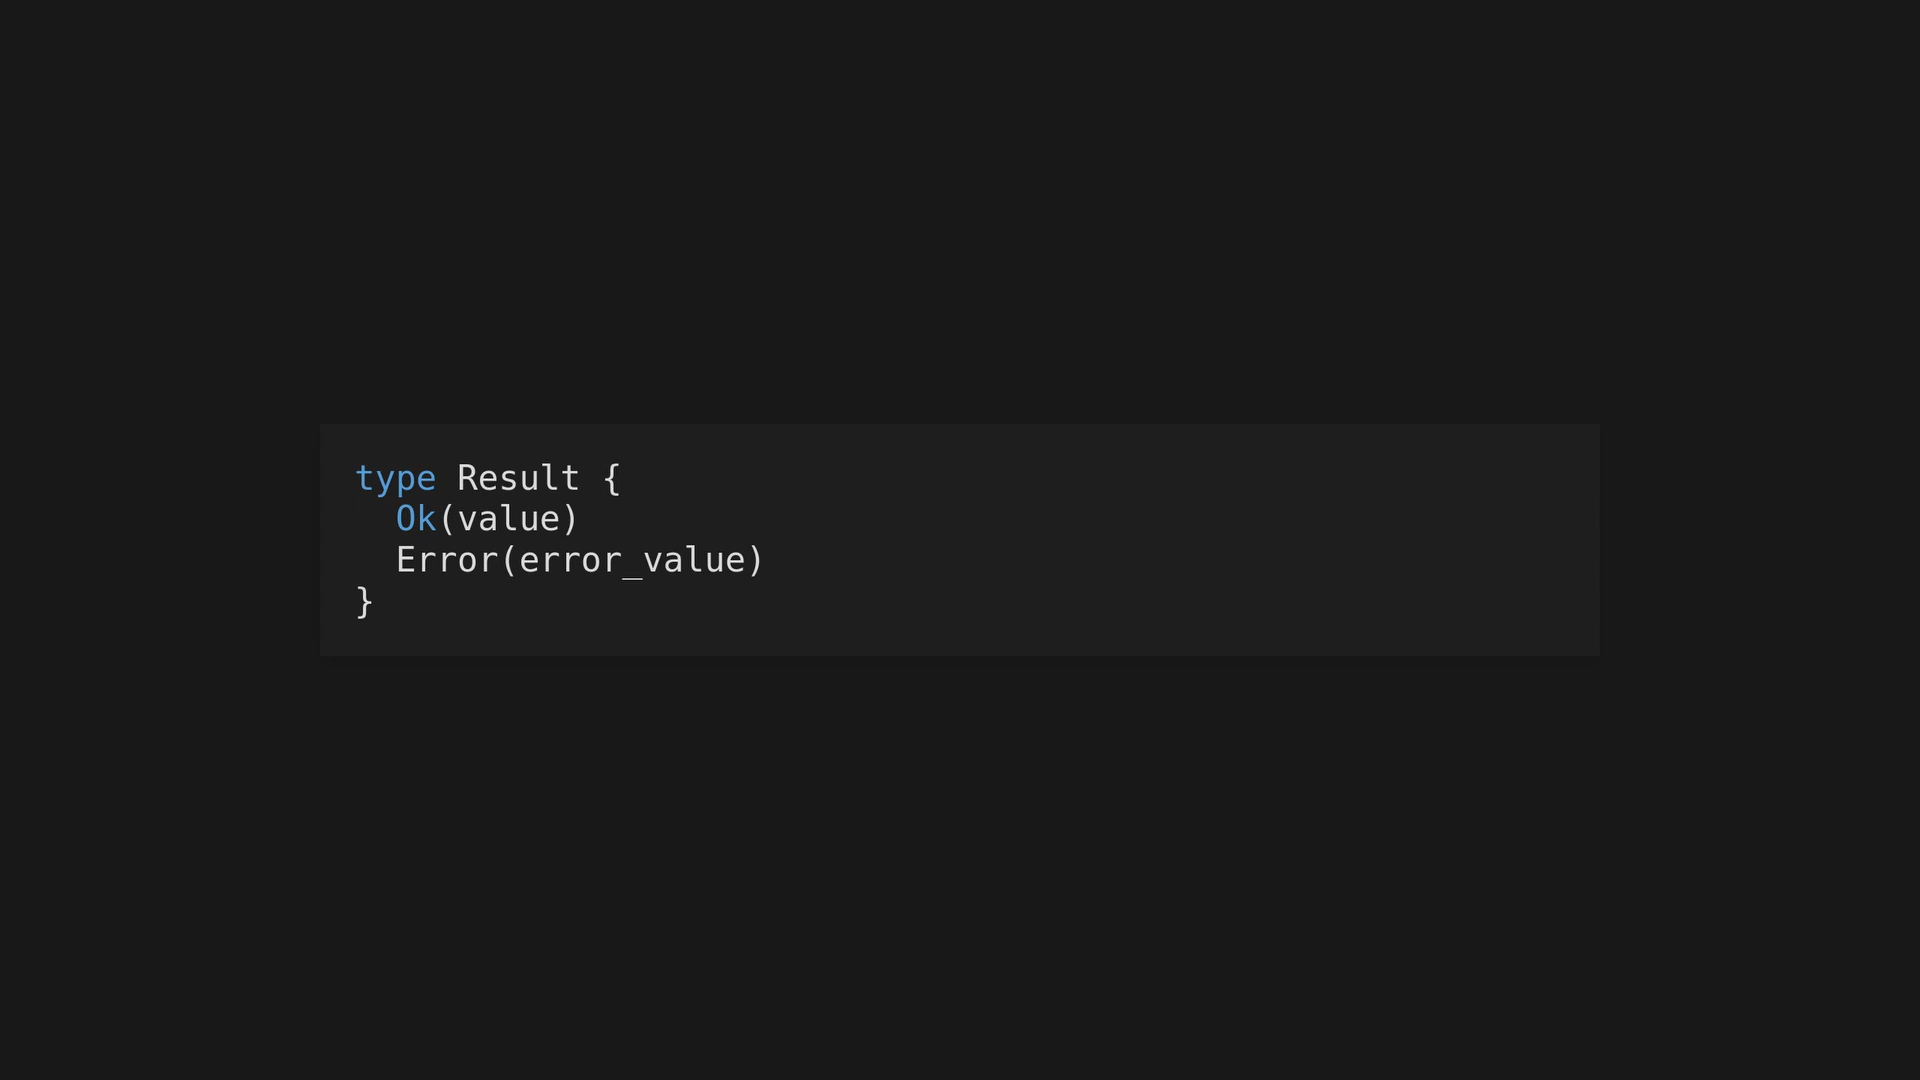 type Result {
  Ok(value)
  Error(error_value)
}